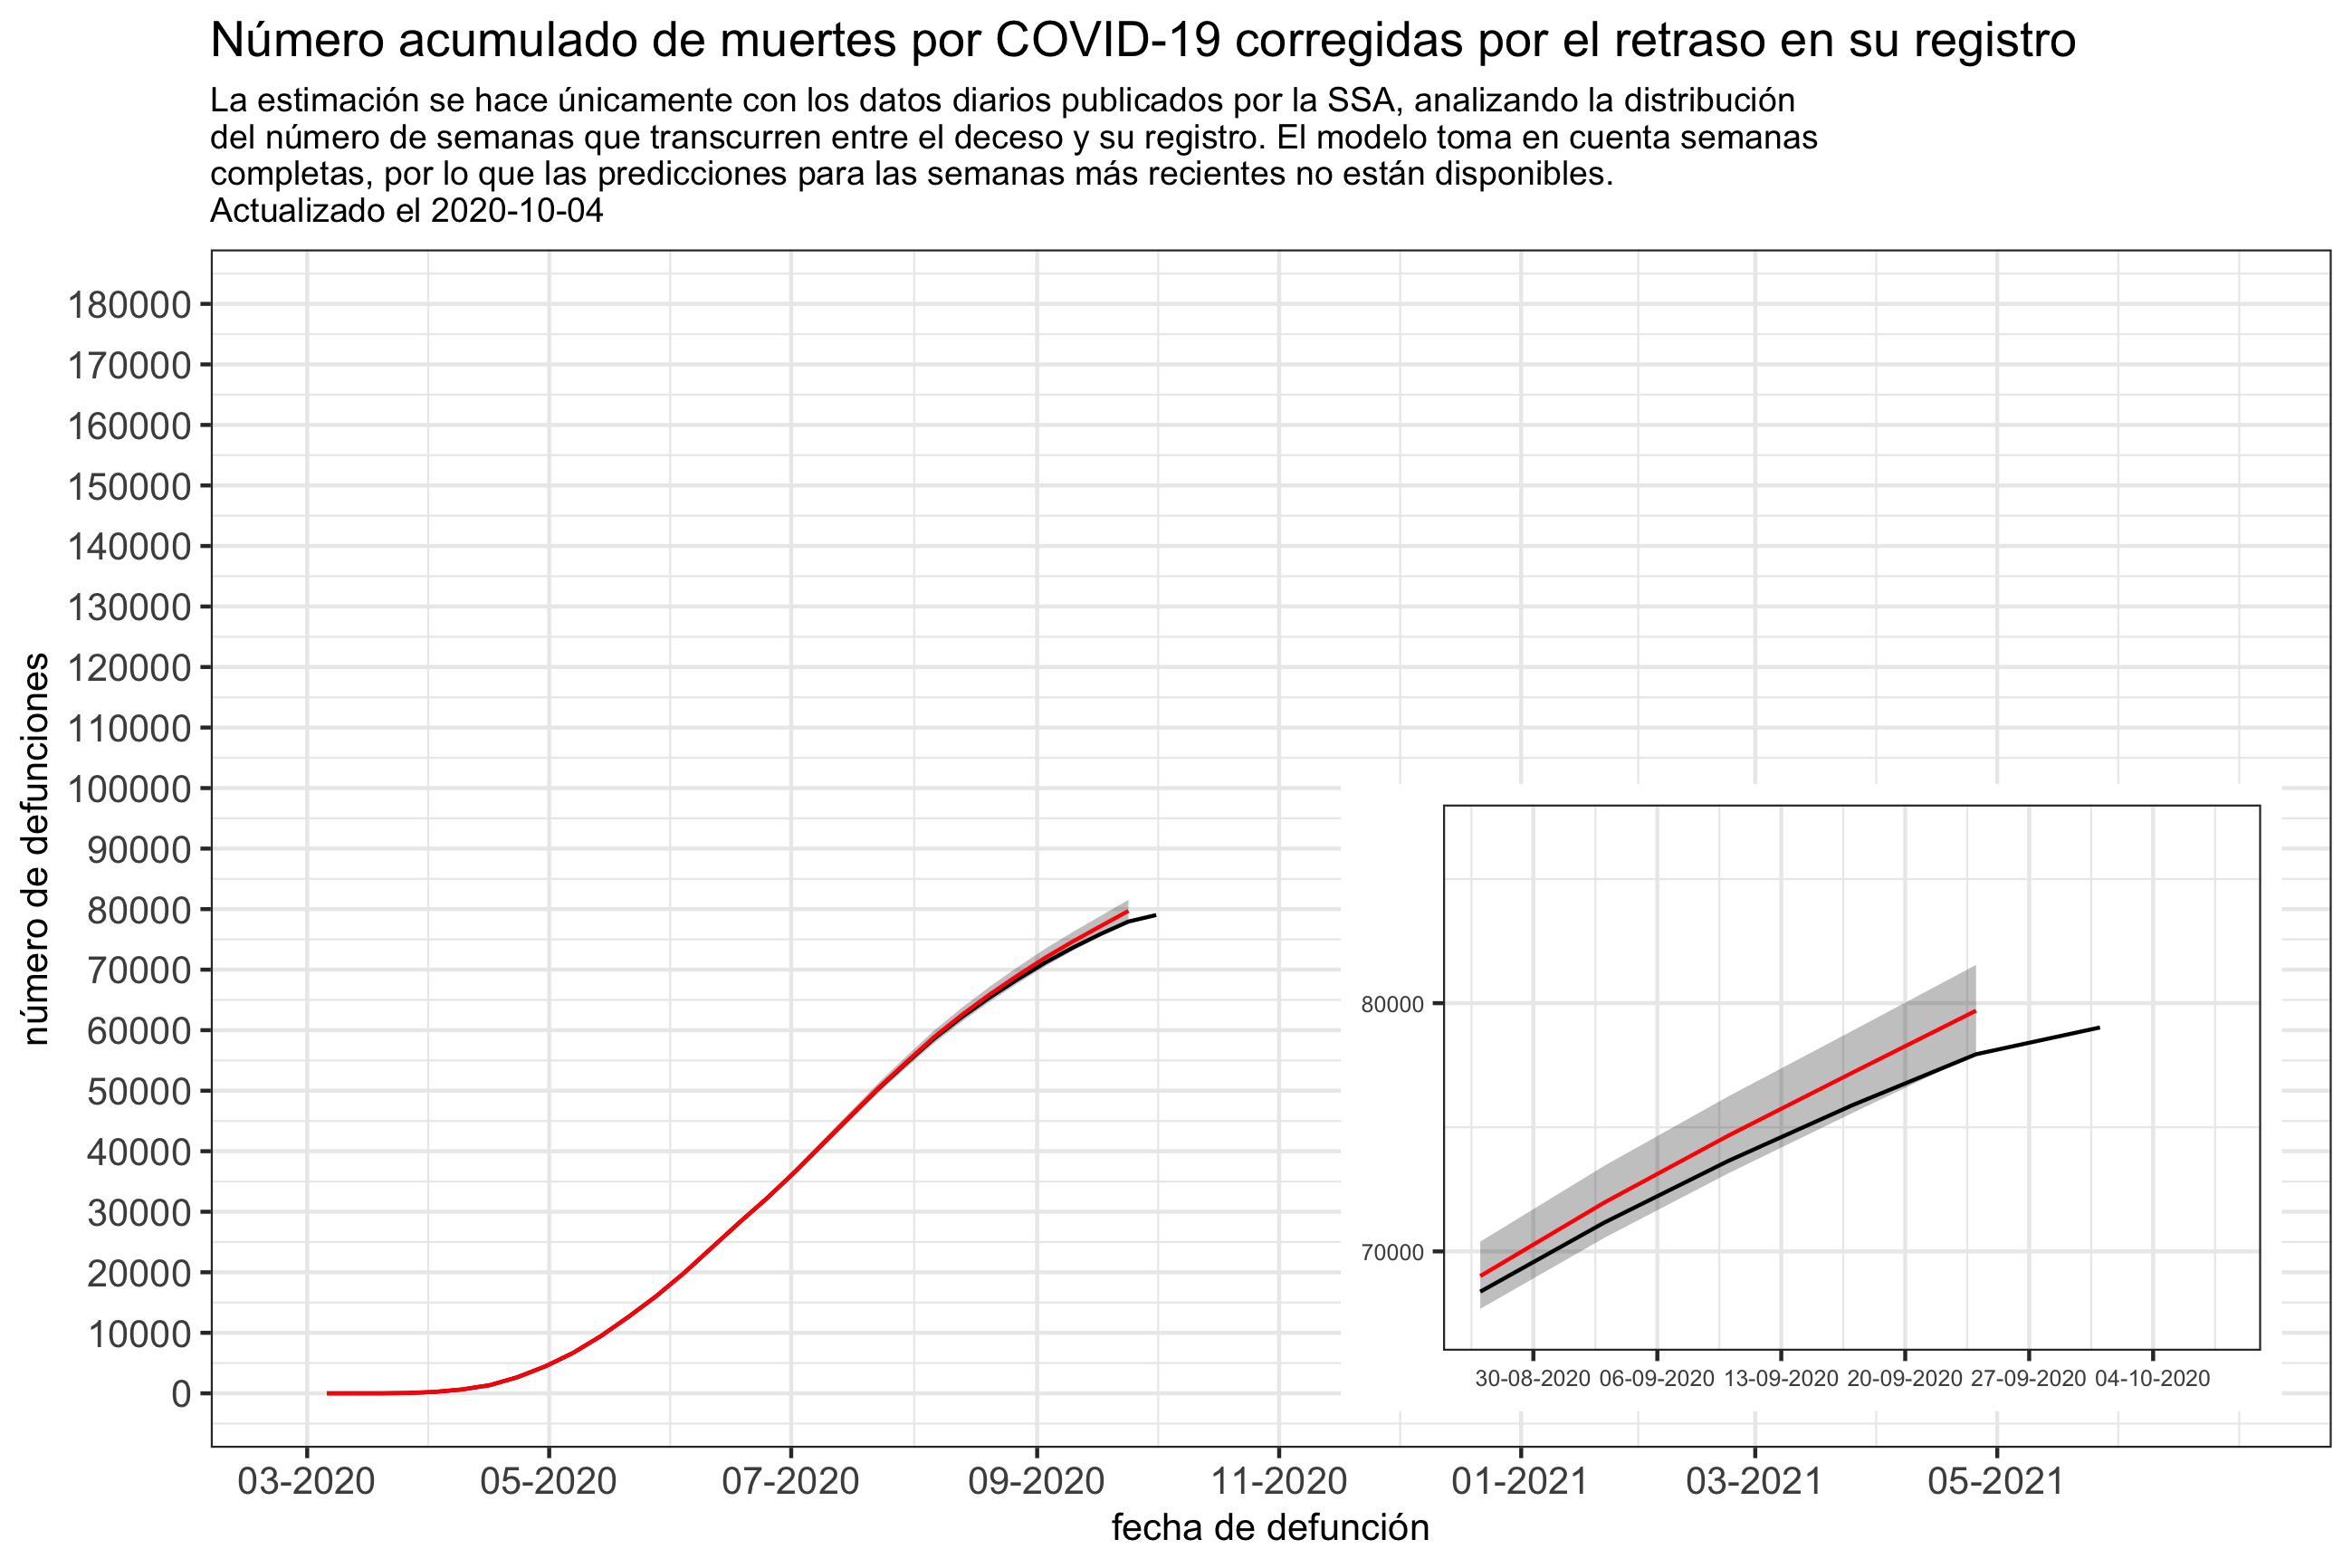 Número acumulado de muertes por COVID-19 corregidas por el retraso en su registro
La estimación se hace únicamente con los datos diarios publicados por la SSA, analizando la distribución
del número de semanas que transcurren entre el deceso y su registro. El modelo toma en cuenta semanas
completas, por lo que las predicciones para las semanas más recientes no están disponibles.
Actualizado el 2020-10-04
número de defunciones
180000
170000
160000
150000
140000
130000
120000
110000
100000
90000
80000
70000
60000
50000
40000
30000
20000
10000
0
80000
70000
30-08-2020 06-09-2020 13-09-2020 20-09-2020 27-09-2020 04-10-2020
03-2020 05-2020 07-2020 09-2020 11-2020 01-2021 03-2021 05-2021
fecha de defunción